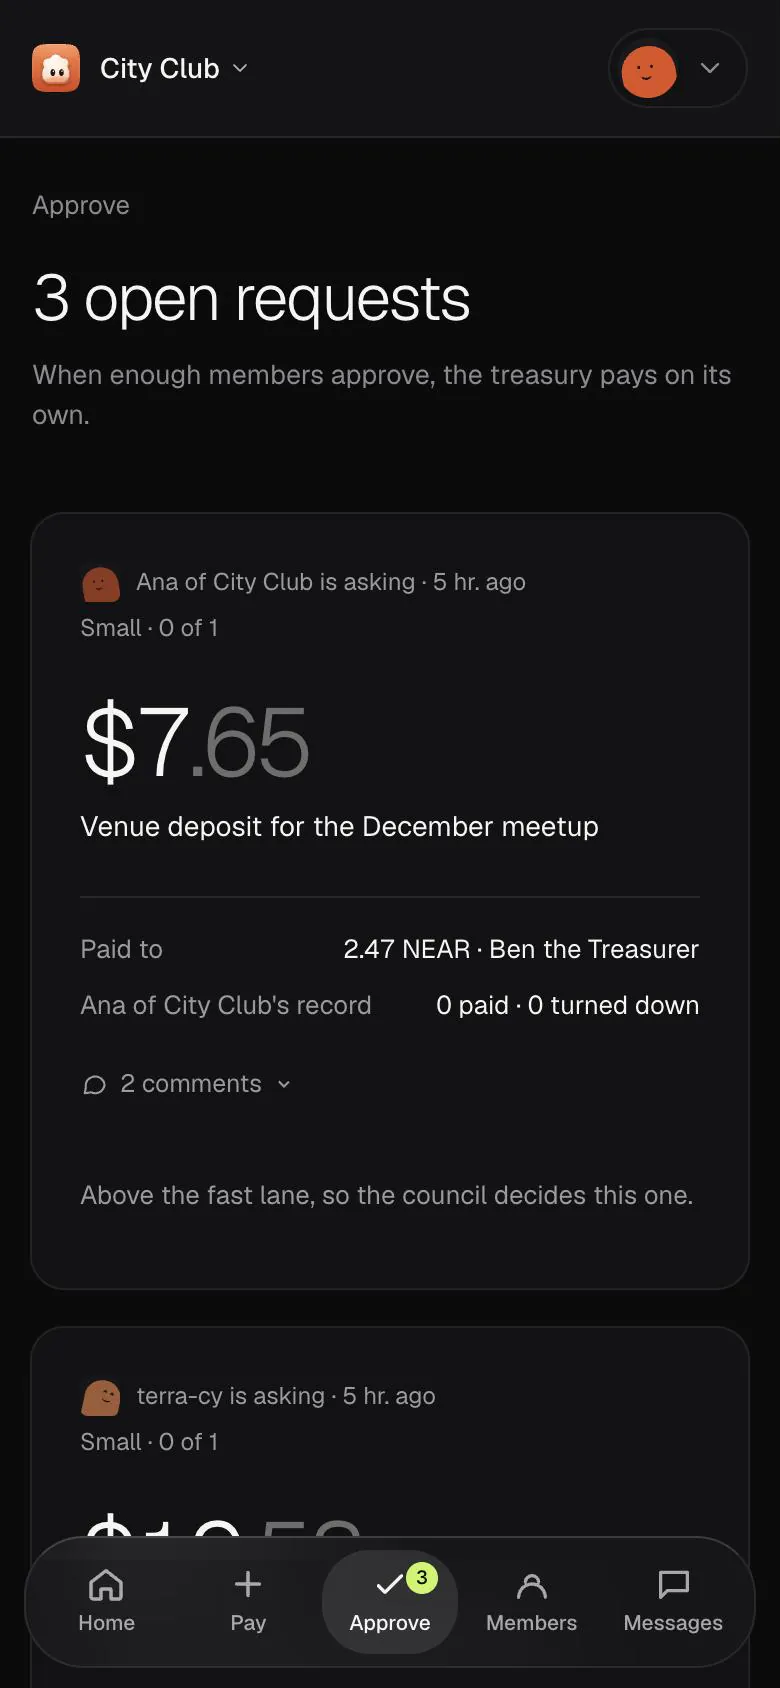 City Club
Approve
3 open requests
When enough members approve, the treasury pays on its
own.
Ana of City Club is asking · 5 hr. ago
Small · 0 of 1
$7.65
Venue deposit for the December meetup
Paid to 2.47 NEAR · Ben the Treasurer
Ana of City Club's record 0 paid · 0 turned down
2 comments
Above the fast lane, so the council decides this one.
terra-cy is asking · 5 hr. ago
Small · 0 of 1
3
Home Pay Approve Members Messages